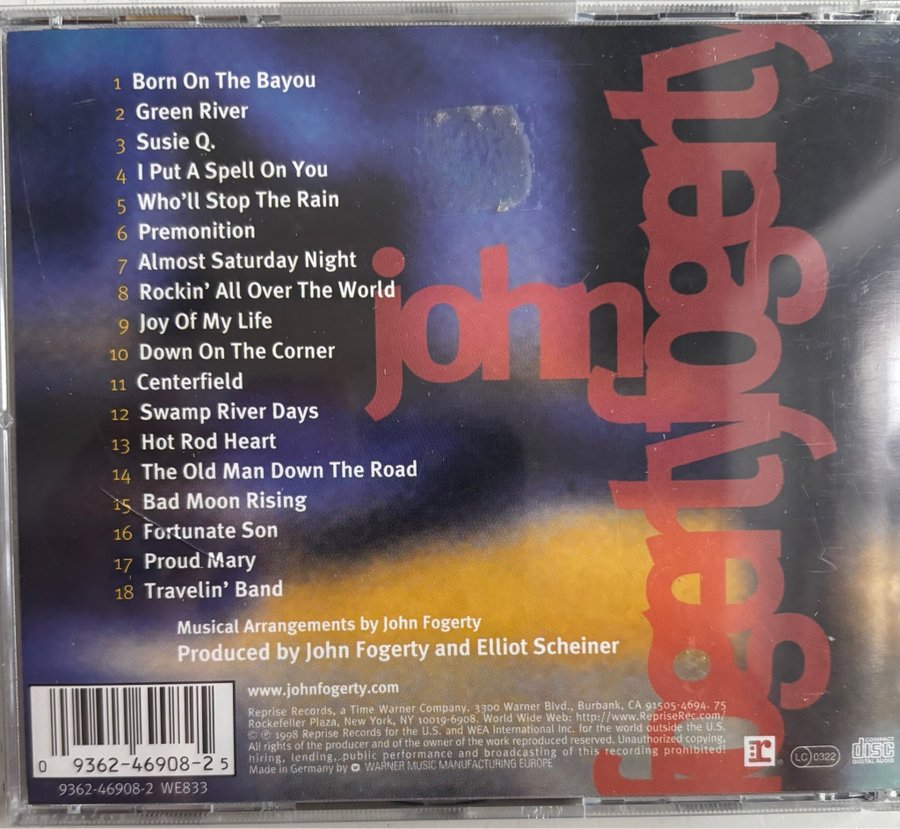 1 Born On The Bayou
2 Green River
3 Susie Q.
4 I Put A Spell On You
5 Who'll Stop The Rain
6 Premonition
7 Almost Saturday Night
8 Rockin' All Over The World
9 Joy Of My Life
10 Down On The Corner
11 Centerfield
12 Swamp River Days
13 Hot Rod Heart
14 The Old Man Down The Road
15 Bad Moon Rising
16 Fortunate Son
17 Proud Mary
18 Travelin' Band
john
fogerty
fogerty
Musical Arrangements by John Fogerty
Produced by John Fogerty and Elliot Scheiner
www.johnfogerty.com
Reprise Records, a Time Warner Company. 3300 Warner Blvd., Burbank, CA 91505-4694. 75
Rockefeller Plaza, New York, NY 10019-6908. World Wide Web: http://www.RepriseRec.com/
© ℗ 1998 Reprise Records for the U.S. and WEA International Inc. for the world outside the U.S.
All rights of the producer and of the owner of the work reproduced reserved. Unauthorized copying,
hiring, lending, public performance and broadcasting of this recording prohibited!
Made in Germany by WARNER MUSIC MANUFACTURING EUROPE
0 9362-46908-2 5
9362-46908-2 WE833
r
LC 0322
COMPACT
disc
DIGITAL AUDIO